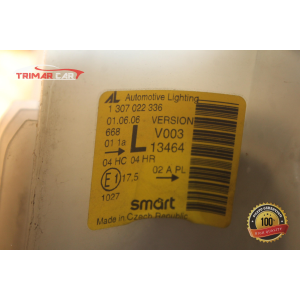 TRIMARCAR
AL Automotive Lighting
1 307 022 336
01.06.06 - VERSION
668 V003
01 1a L 13464
04 HC 04 HR
E1 17,5 02 A PL
1027
smart
Made in Czech Republic
100%